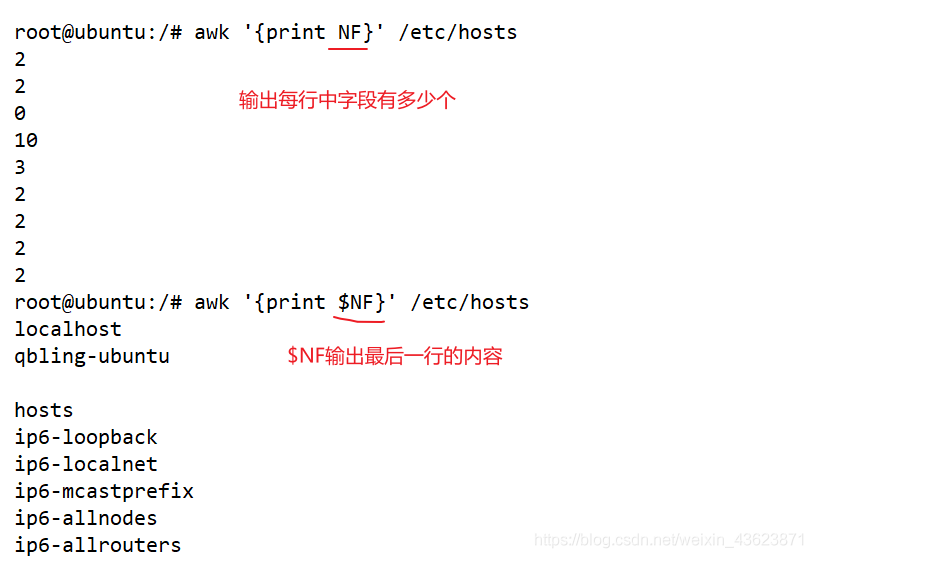 root@ubuntu:/# awk '{print NF}' /etc/hosts
2
2
输出每行中字段有多少个
0
10
3
2
2
2
2
root@ubuntu:/# awk '{print $NF}' /etc/hosts
localhost
qbling-ubuntu
$NF输出最后一行的内容
hosts
ip6-loopback
ip6-localnet
ip6-mcastprefix
ip6-allnodes
ip6-allrouters
https://blog.csdn.net/weixin_43623871